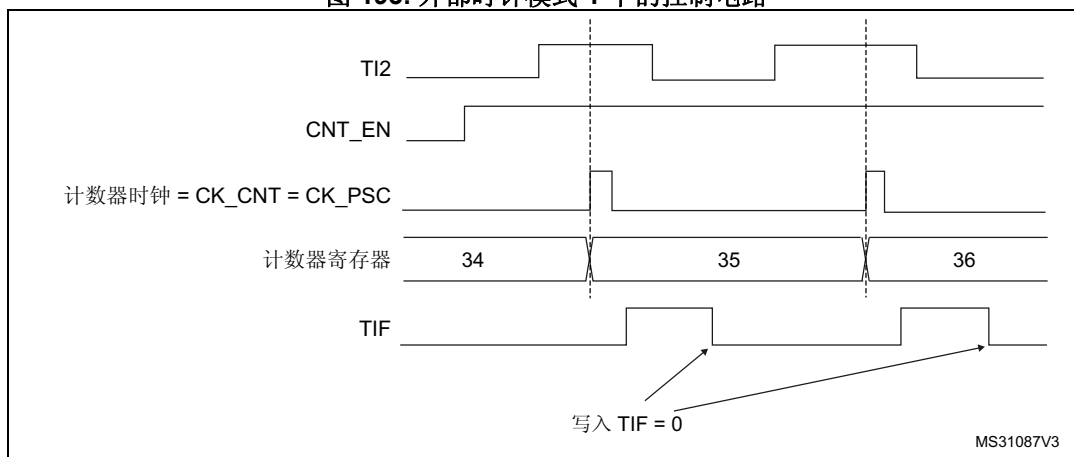 TI2
CNT_EN
计数器时钟 = CK_CNT = CK_PSC
计数器寄存器 34 35 36
TIF
写入 TIF = 0
MS31087V3